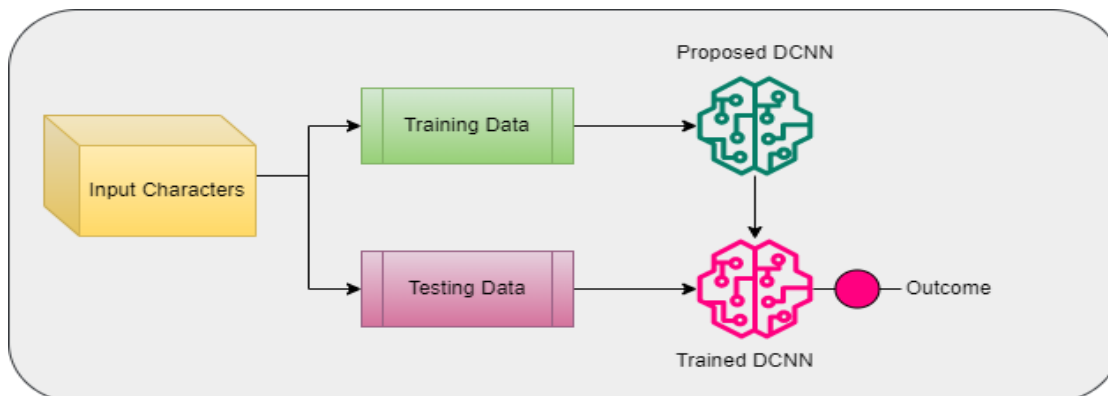 Proposed DCNN
Training Data
Input Characters
Testing Data
Outcome
Trained DCNN